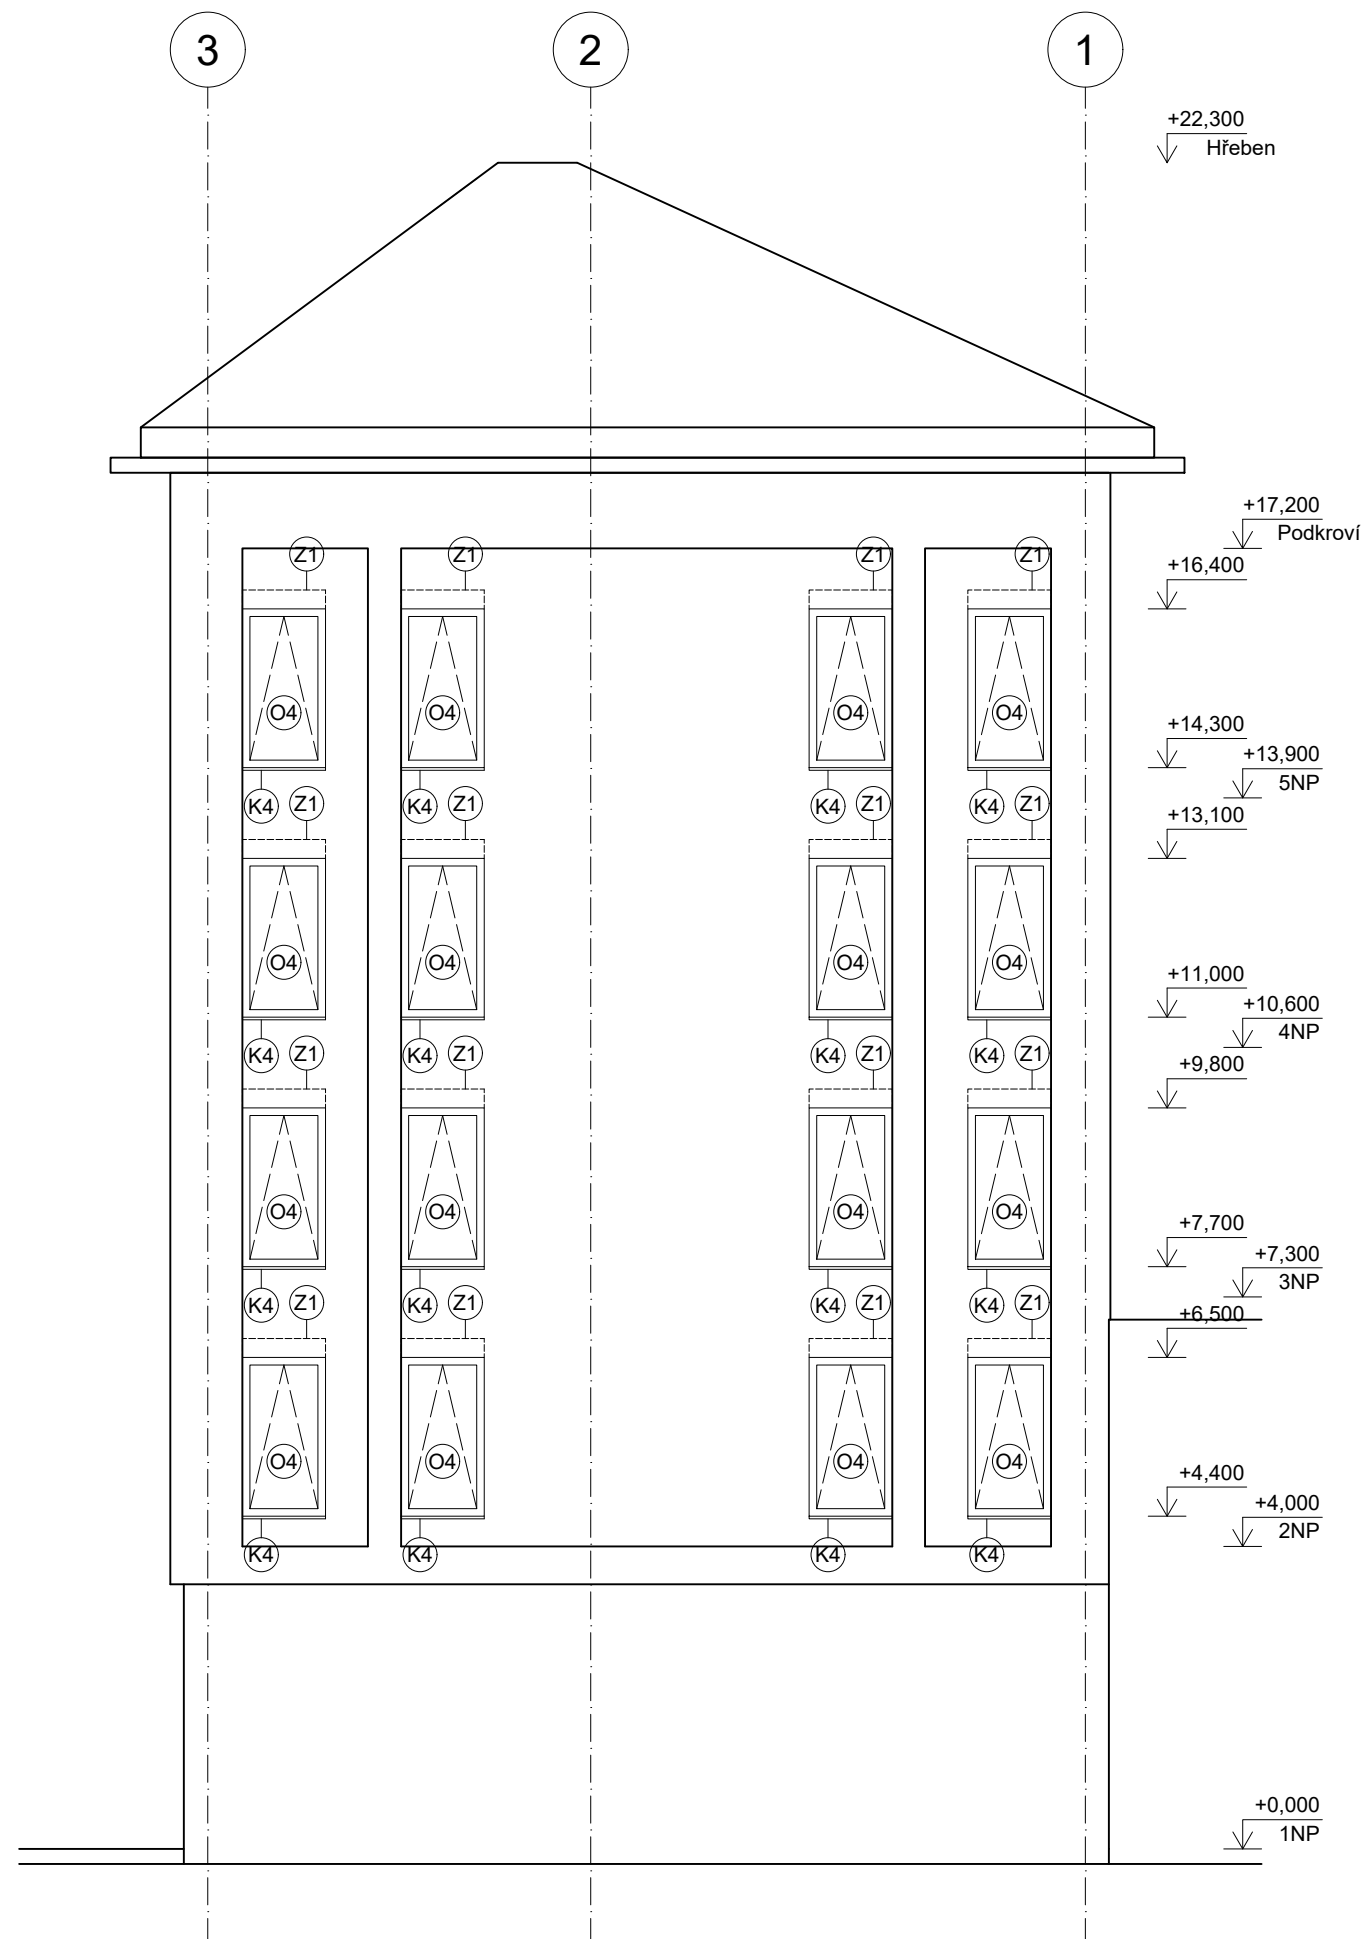 3 2 1
+22,300
Hřeben
+17,200
Podkroví
Z1 Z1 Z1 Z1
+16,400
O4 O4 O4 O4
+14,300
+13,900
5NP
K4 Z1 K4 Z1 K4 Z1 K4 Z1
+13,100
O4 O4 O4 O4
+11,000
+10,600
4NP
K4 Z1 K4 Z1 K4 Z1 K4 Z1
+9,800
O4 O4 O4 O4
+7,700
+7,300
3NP
K4 Z1 K4 Z1 K4 Z1 K4 Z1
+6,500
O4 O4 O4 O4
+4,400
+4,000
2NP
K4 K4 K4 K4
+0,000
1NP